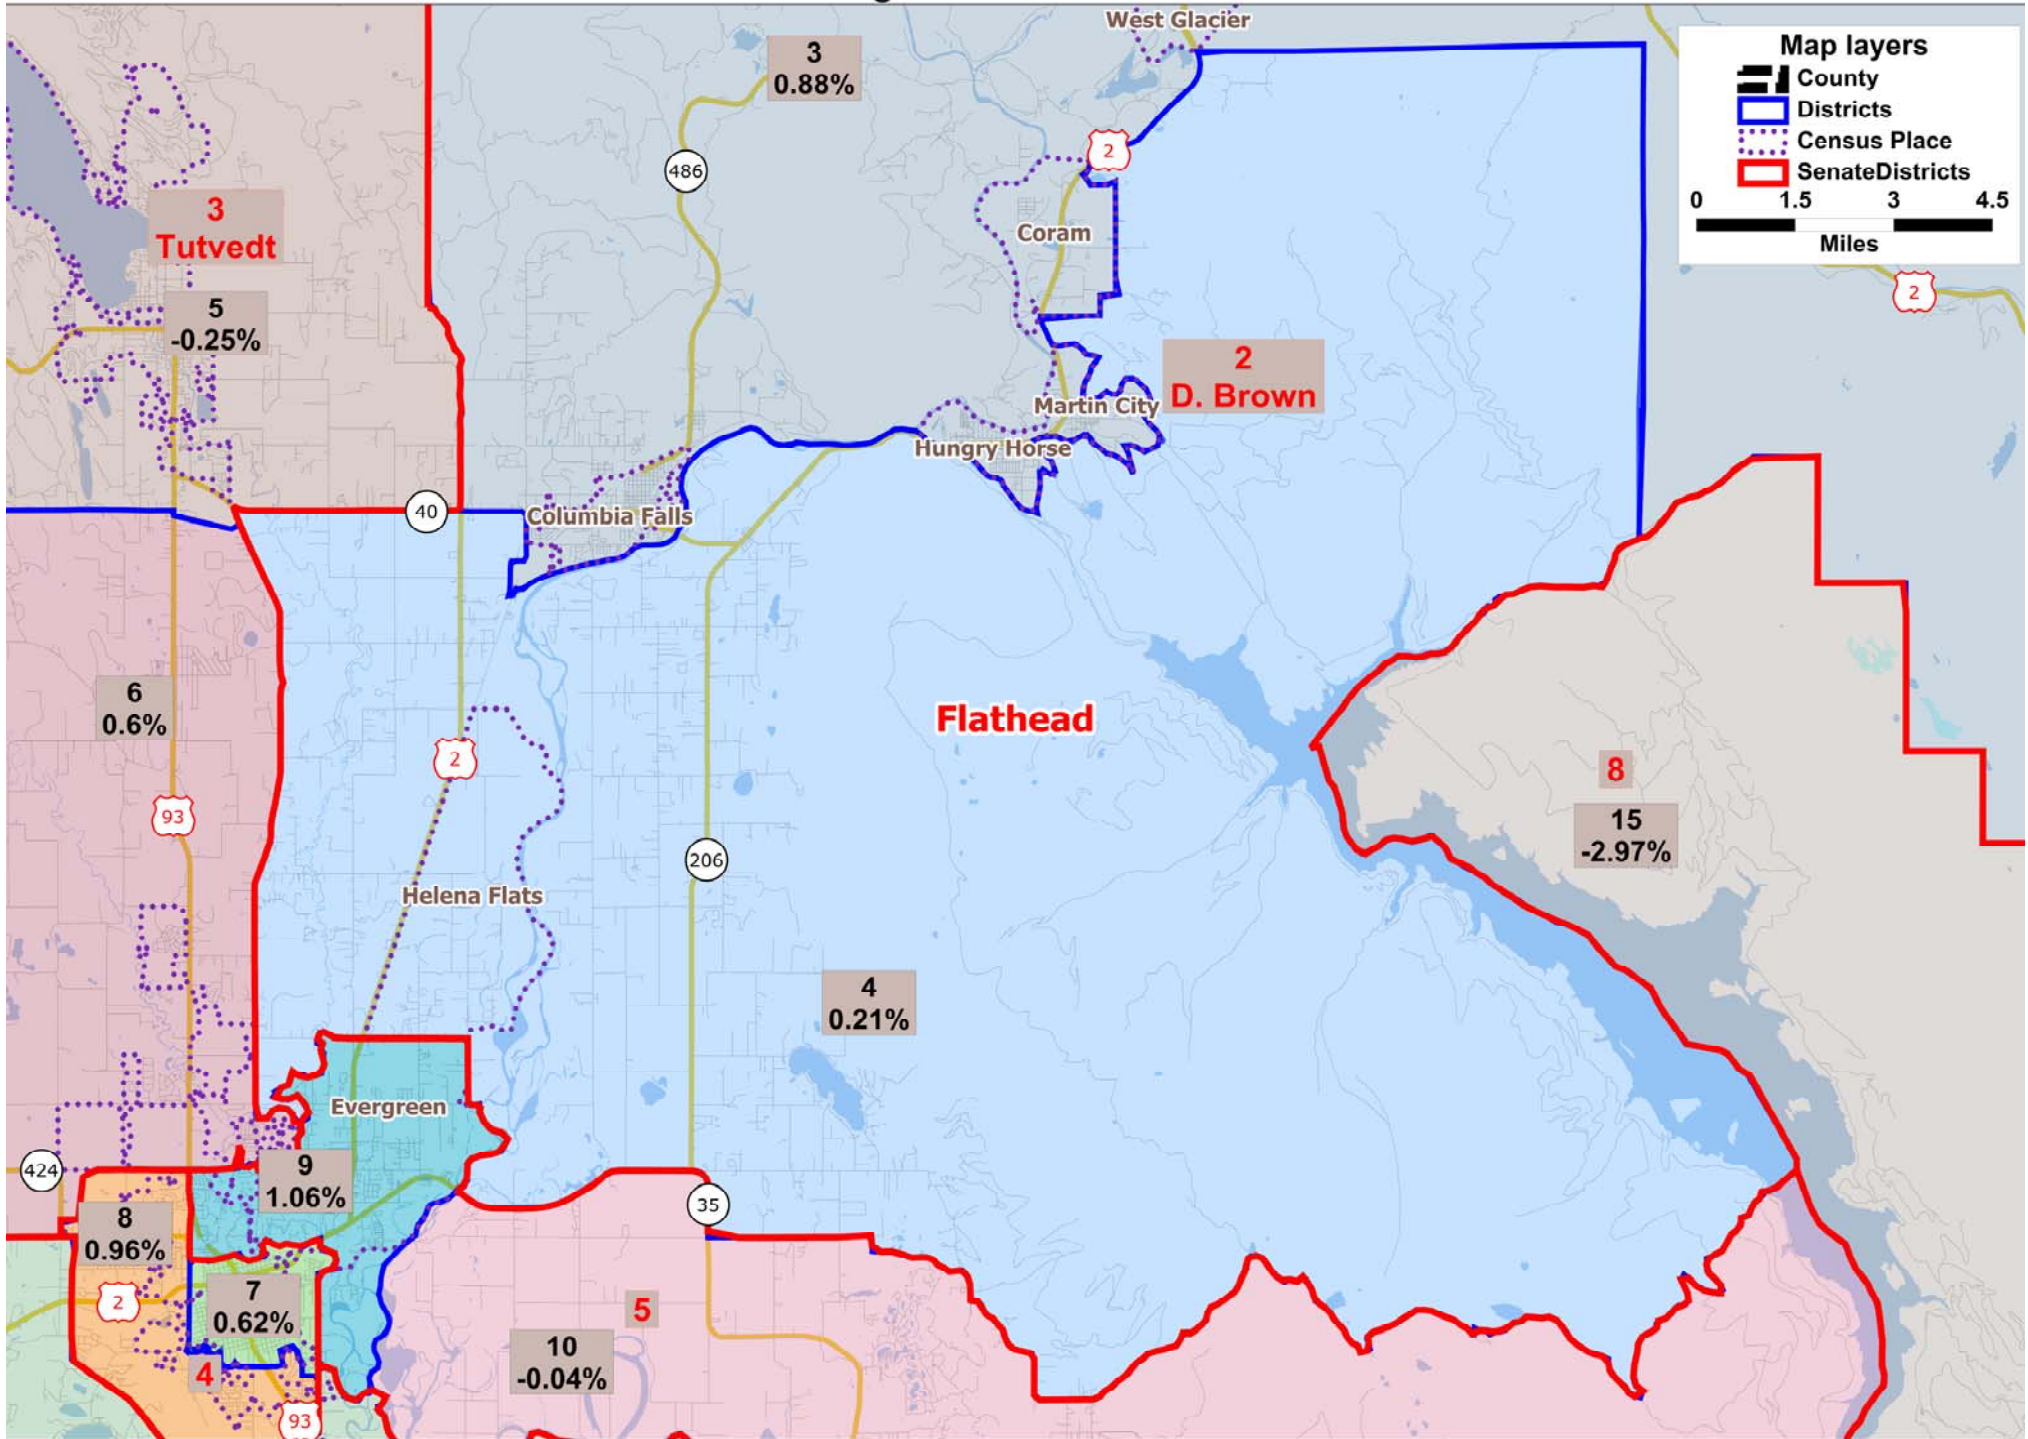 West Glacier
3
0.88%
Map layers
County
Districts
Census Place
SenateDistricts
0 1.5 3 4.5
Miles
2
486
3
Tutvedt
Coram
2
5
-0.25%
2
D. Brown
Martin City
Hungry Horse
40
Columbia Falls
6
0.6%
Flathead
2
8
93
15
-2.97%
206
Helena Flats
4
0.21%
Evergreen
424
9
1.06%
35
8
0.96%
7
0.62%
2
5
10
-0.04%
4
93